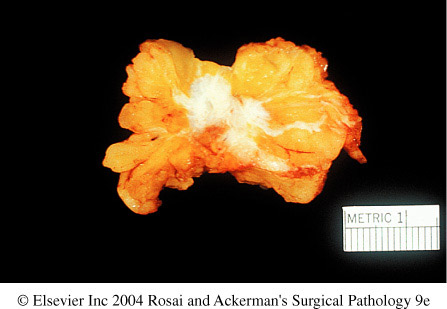 METRIC 1
© Elsevier Inc 2004 Rosai and Ackerman's Surgical Pathology 9e